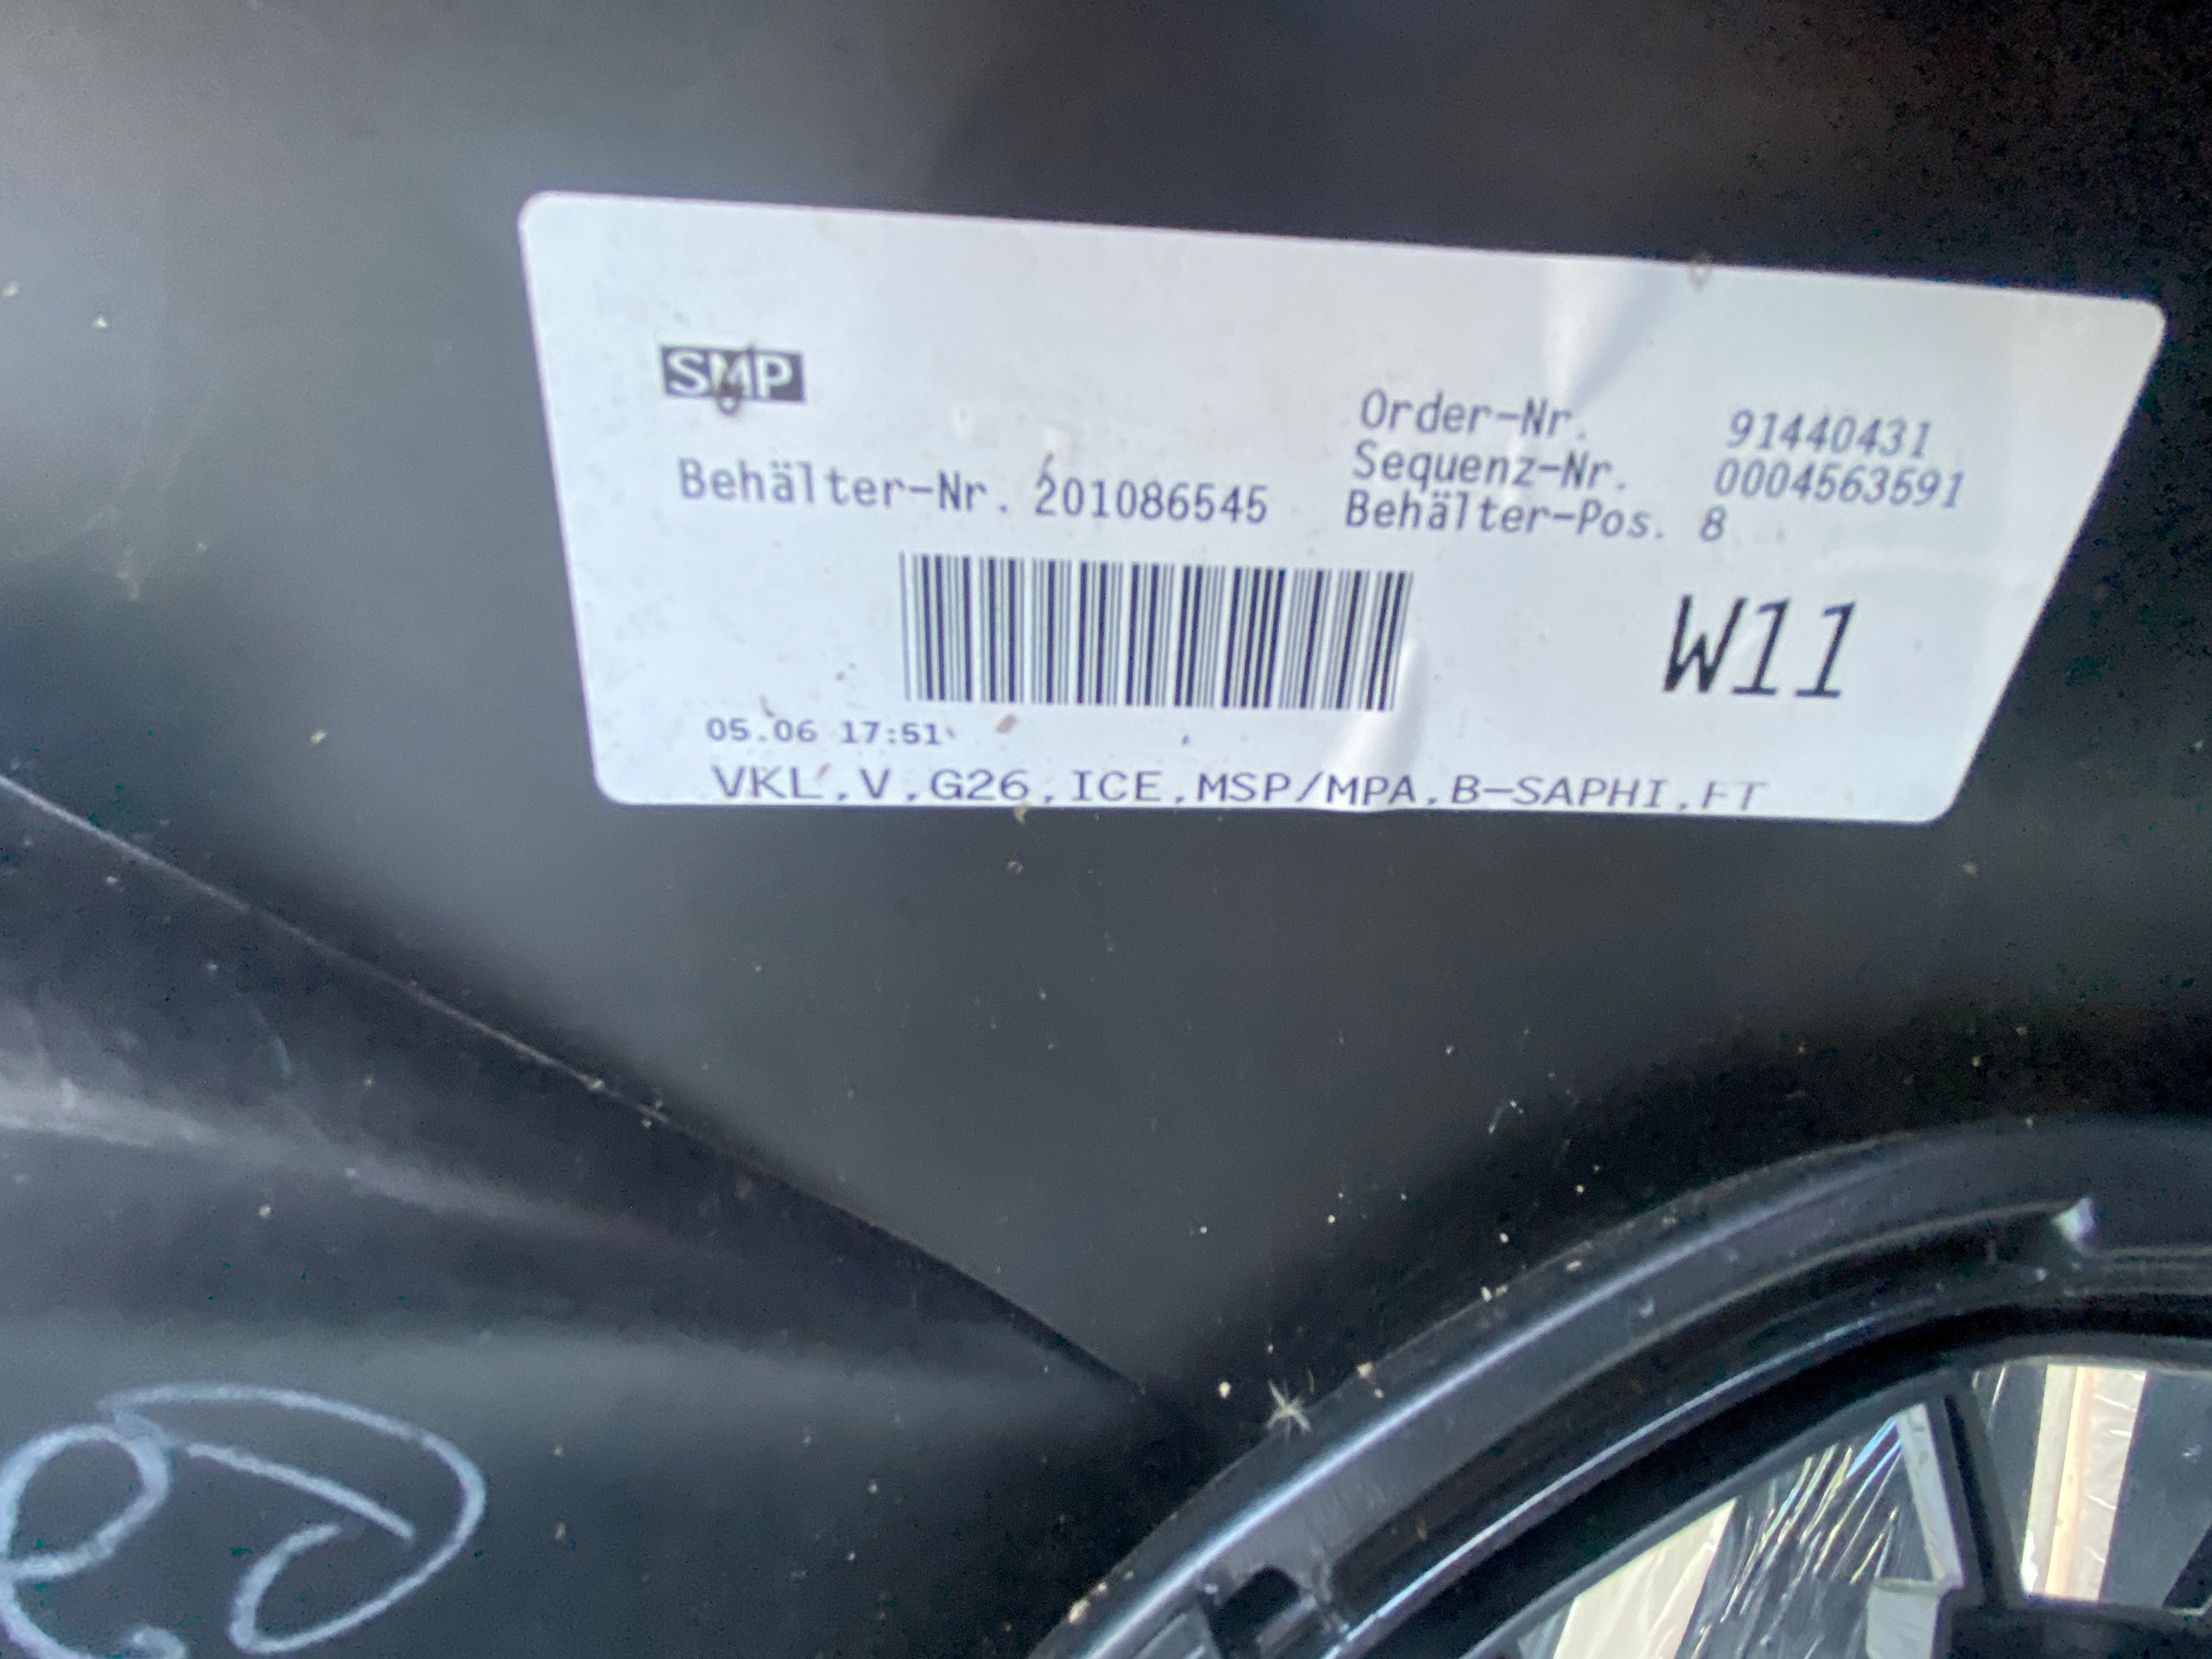 SMP
Order-Nr. 91440431
Sequenz-Nr. 0004563591
Behälter-Nr. 201086545 Behälter-Pos. 8
W11
05.06 17:51
VKL,V,G26,ICE,MSP/MPA,B-SAPHI,FT